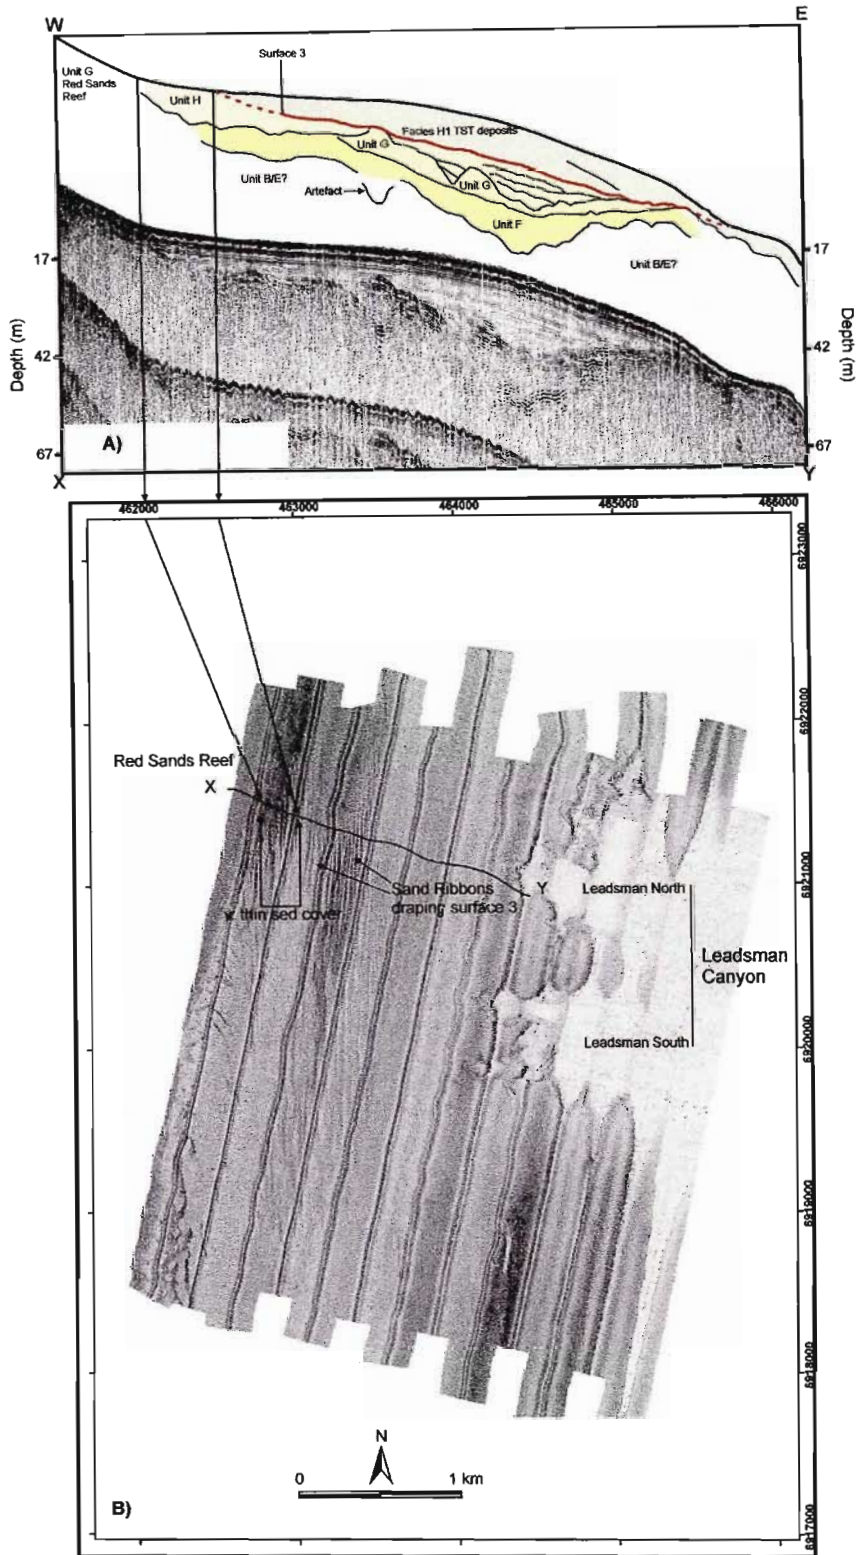 W
E
Surface 3
Unit G
Red Sands
Reef
Unit H
Facies H1 TST deposits
Unit G
Unit B/E?
Artefact
Unit G
Unit F
Unit B/E?
17
17
Depth (m)
Depth (m)
42
42
A)
67
67
X
Y
462000
463000
464000
465000
466000
6923000
6922000
Red Sands Reef
X
6921000
Sand Ribbons
draping surface 3
Y
Leadsman North
thin sed cover
Leadsman
Canyon
Leadsman South
6920000
6919000
6918000
N
0
1 km
B)
6917000